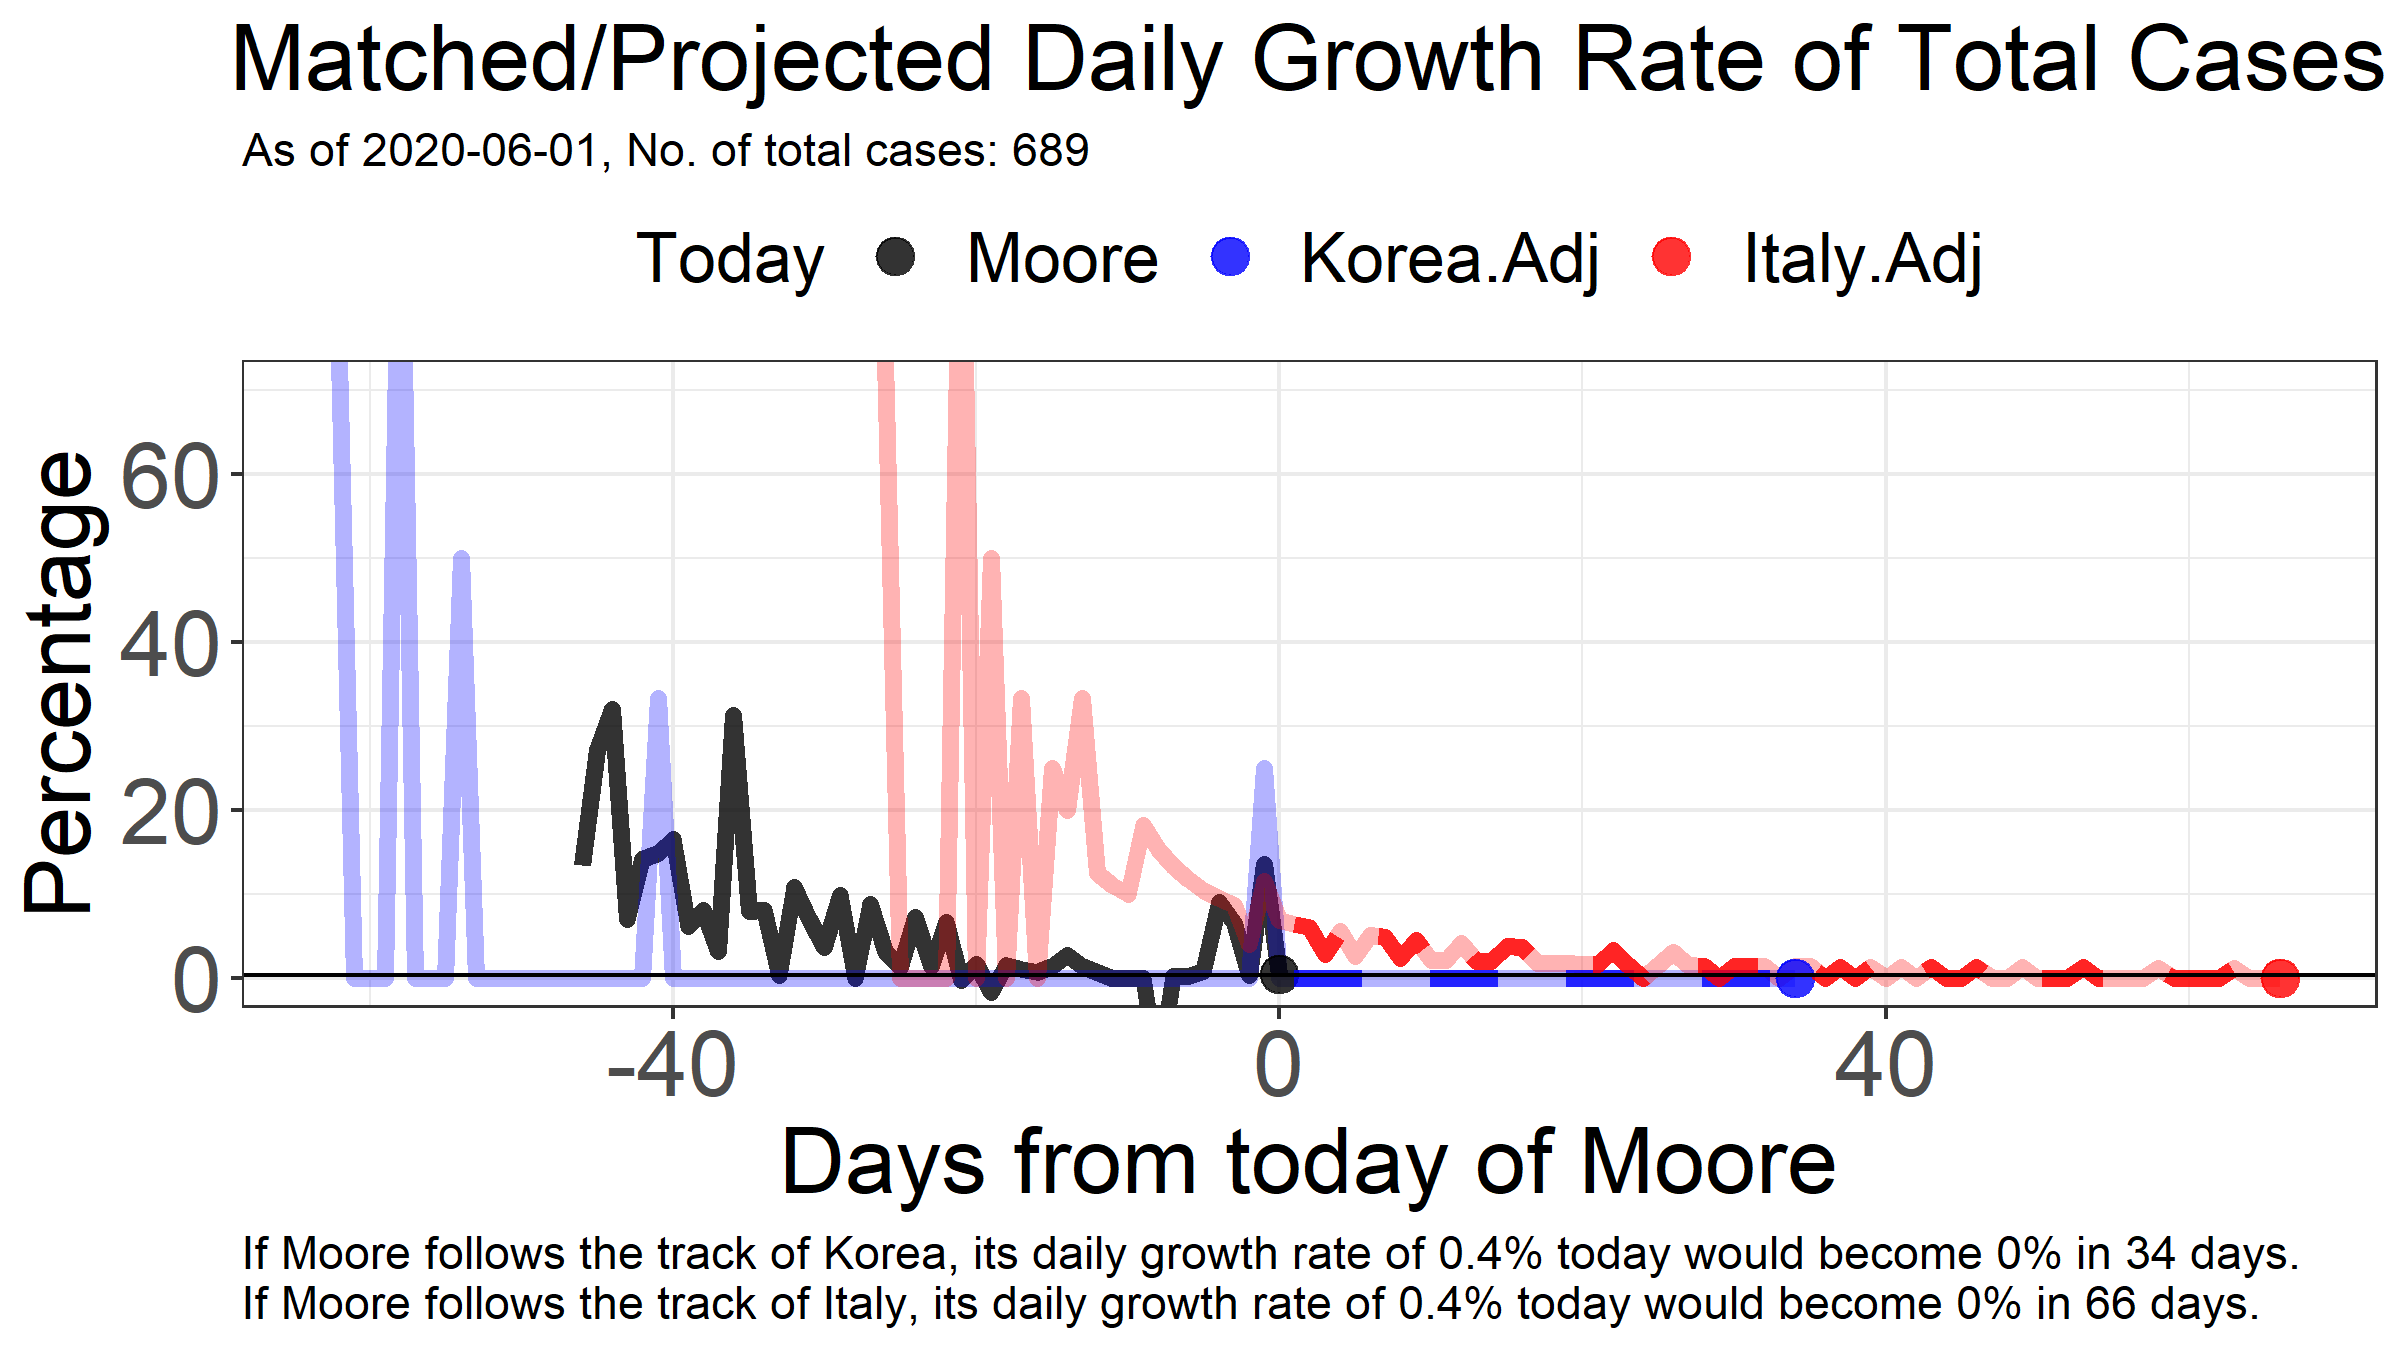 Matched/Projected Daily Growth Rate of Total Cases
As of 2020-06-01, No. of total cases: 689
Today Moore Korea.Adj Italy.Adj
Percentage
60
40
20
0
-40 0 40
Days from today of Moore
If Moore follows the track of Korea, its daily growth rate of 0.4% today would become 0% in 34 days.
If Moore follows the track of Italy, its daily growth rate of 0.4% today would become 0% in 66 days.